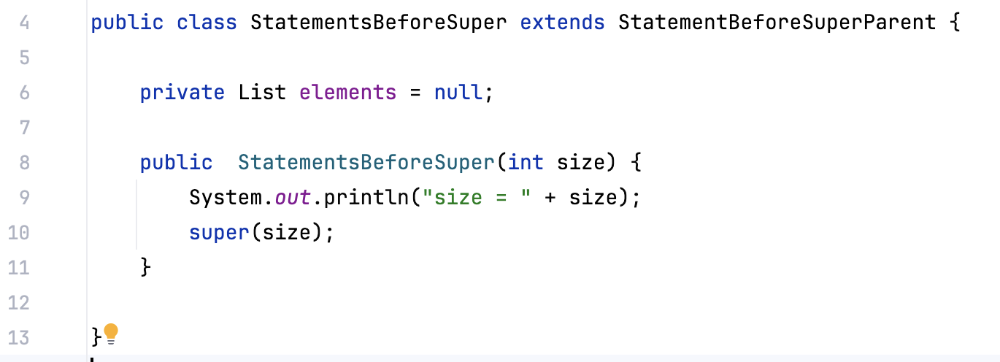 4 public class StatementsBeforeSuper extends StatementBeforeSuperParent {
5
6     private List elements = null;
7
8     public  StatementsBeforeSuper(int size) {
9         System.out.println("size = " + size);
10         super(size);
11     }
12
13 }